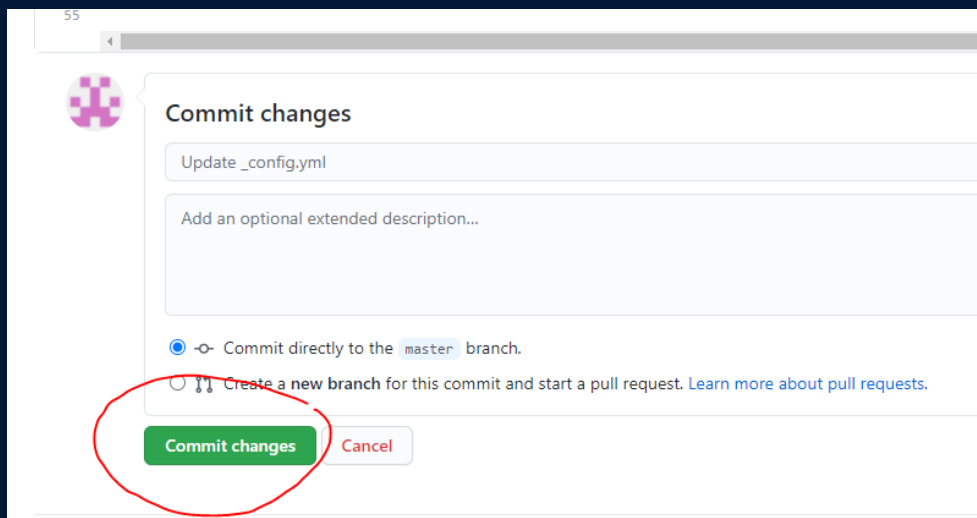 55
Commit changes
Update _config.yml
Add an optional extended description...
Commit directly to the master branch.
Create a new branch for this commit and start a pull request. Learn more about pull requests.
Commit changes Cancel